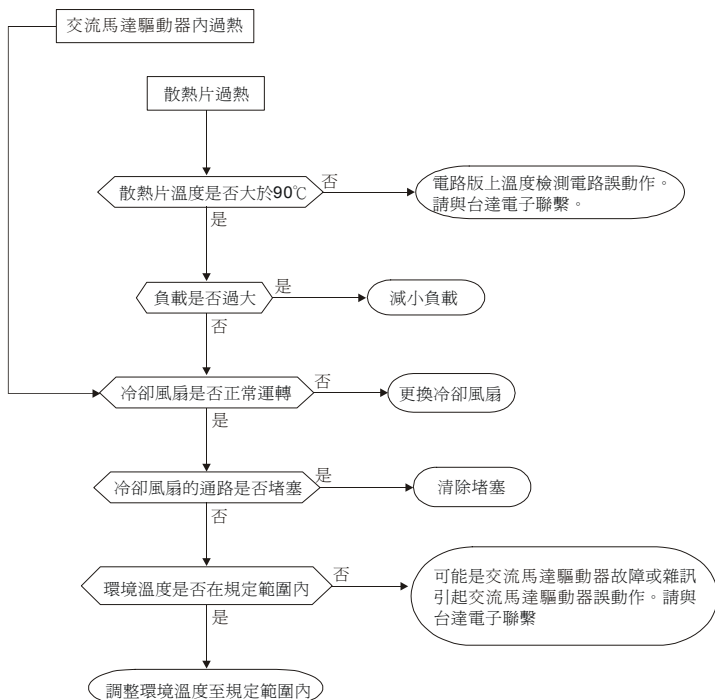 交流馬達驅動器內過熱
散熱片過熱
散熱片溫度是否大於90℃
否
電路版上溫度檢測電路誤動作。
請與台達電子聯繫。
是
負載是否過大
是
減小負載
否
冷卻風扇是否正常運轉
否
更換冷卻風扇
是
冷卻風扇的通路是否堵塞
是
清除堵塞
否
環境溫度是否在規定範圍內
否
可能是交流馬達驅動器故障或雜訊
引起交流馬達驅動器誤動作。請與
台達電子聯繫
是
調整環境溫度至規定範圍內